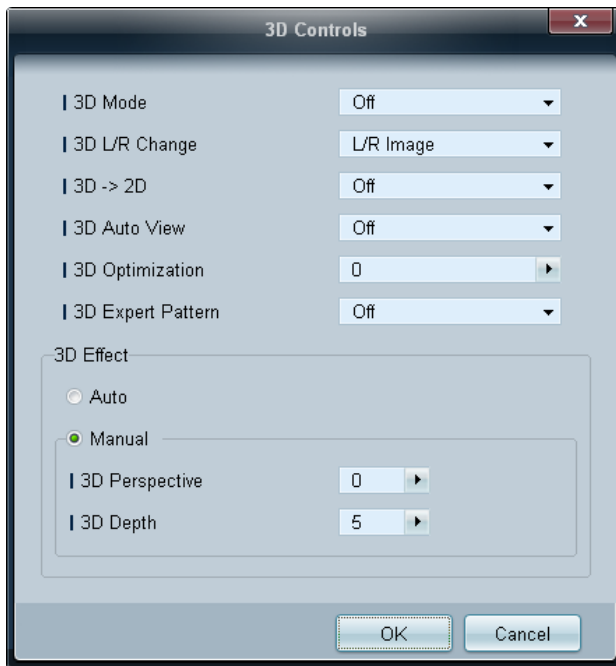 3D Controls
3D Mode Off
3D L/R Change L/R Image
3D -> 2D Off
3D Auto View Off
3D Optimization 0
3D Expert Pattern Off
3D Effect
Auto
Manual
3D Perspective 0
3D Depth 5
OK Cancel